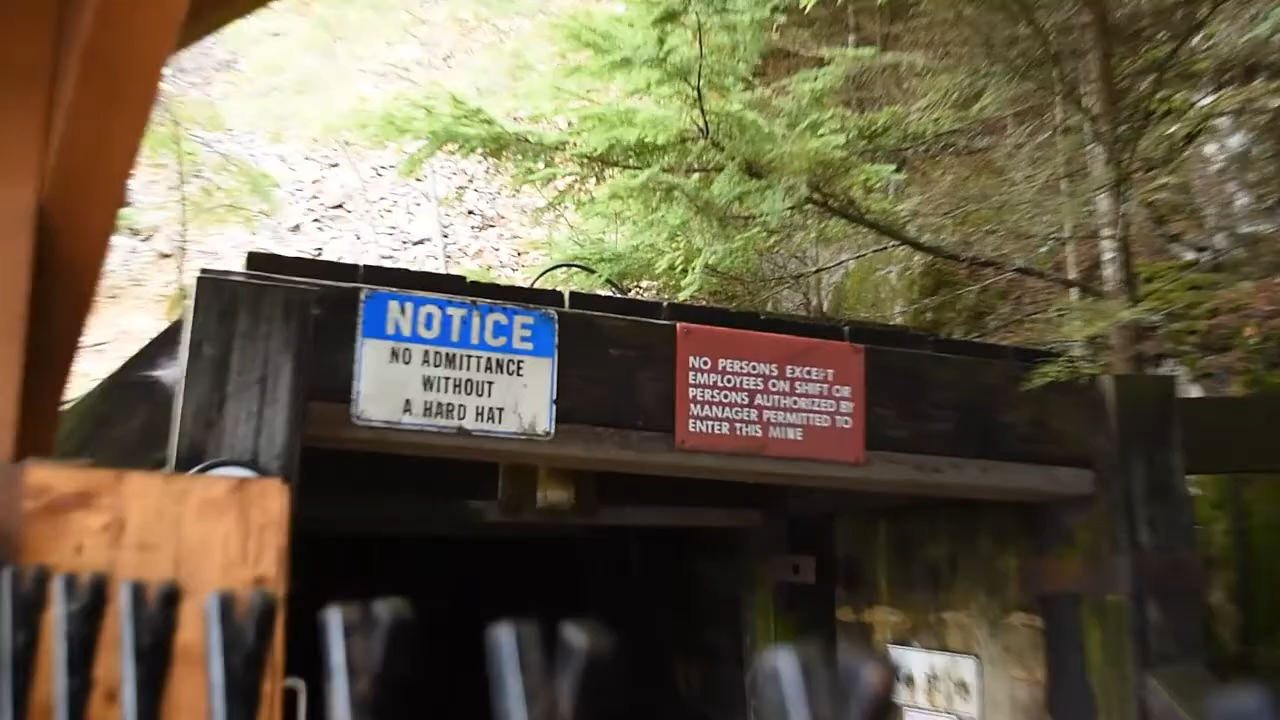 NOTICE
NO ADMITTANCE
WITHOUT
A HARD HAT
NO PERSONS EXCEPT
EMPLOYEES ON SHIFT OR
PERSONS AUTHORIZED BY
MANAGER PERMITTED TO
ENTER THIS MINE